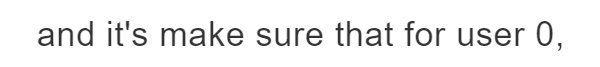 and it's make sure that for user 0,